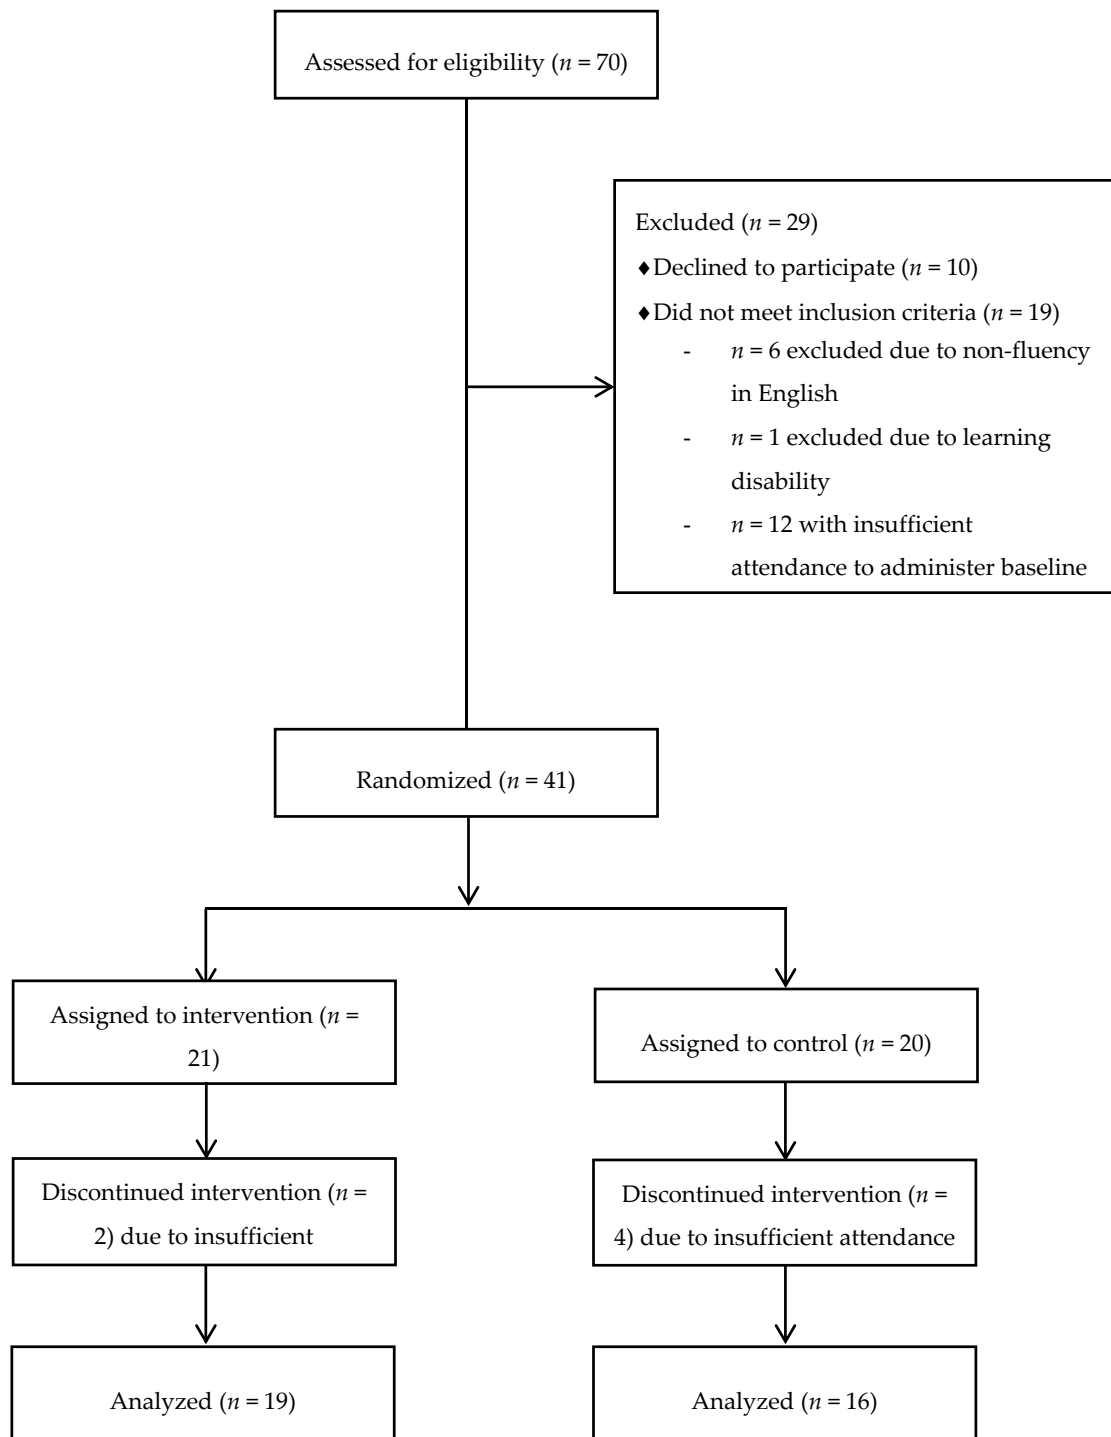 Assessed for eligibility (n = 70)
Excluded (n = 29)
♦Declined to participate (n = 10)
♦Did not meet inclusion criteria (n = 19)
- n = 6 excluded due to non-fluency
in English
- n = 1 excluded due to learning
disability
- n = 12 with insufficient
attendance to administer baseline
Randomized (n = 41)
Assigned to intervention (n =
21)
Assigned to control (n = 20)
Discontinued intervention (n =
2) due to insufficient
Discontinued intervention (n =
4) due to insufficient attendance
Analyzed (n = 19)
Analyzed (n = 16)